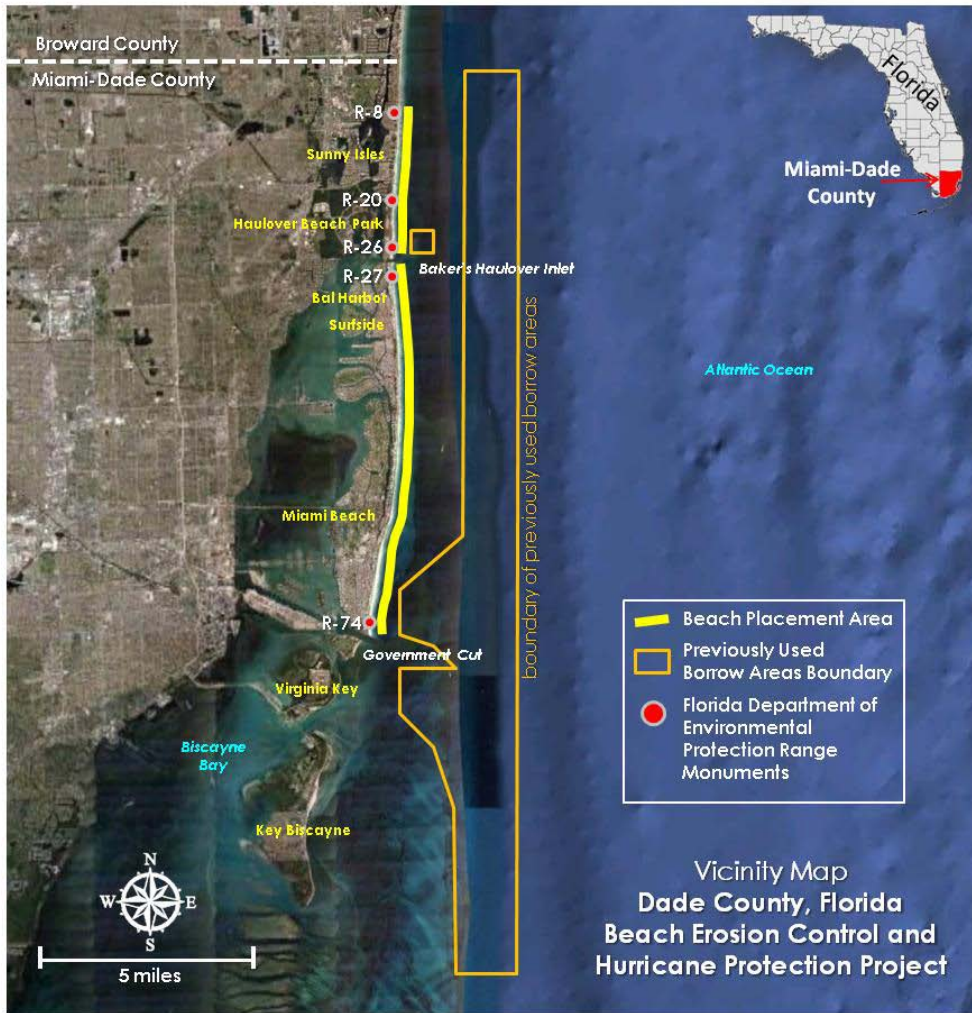 Broward County
Miami-Dade County
Florida
Miami-Dade
County
R-8
Sunny Isles
R-20
Haulover Beach Park
R-26
Baker's Haulover Inlet
R-27
Bal Harbor
Surfside
boundary of previously used borrow areas
Atlantic Ocean
Miami Beach
R-74
Government Cut
Virginia Key
Biscayne
Bay
Key Biscayne
Beach Placement Area
Previously Used
Borrow Areas Boundary
Florida Department of
Environmental
Protection Range
Monuments
N
W
E
S
5 miles
Vicinity Map
Dade County, Florida
Beach Erosion Control and
Hurricane Protection Project